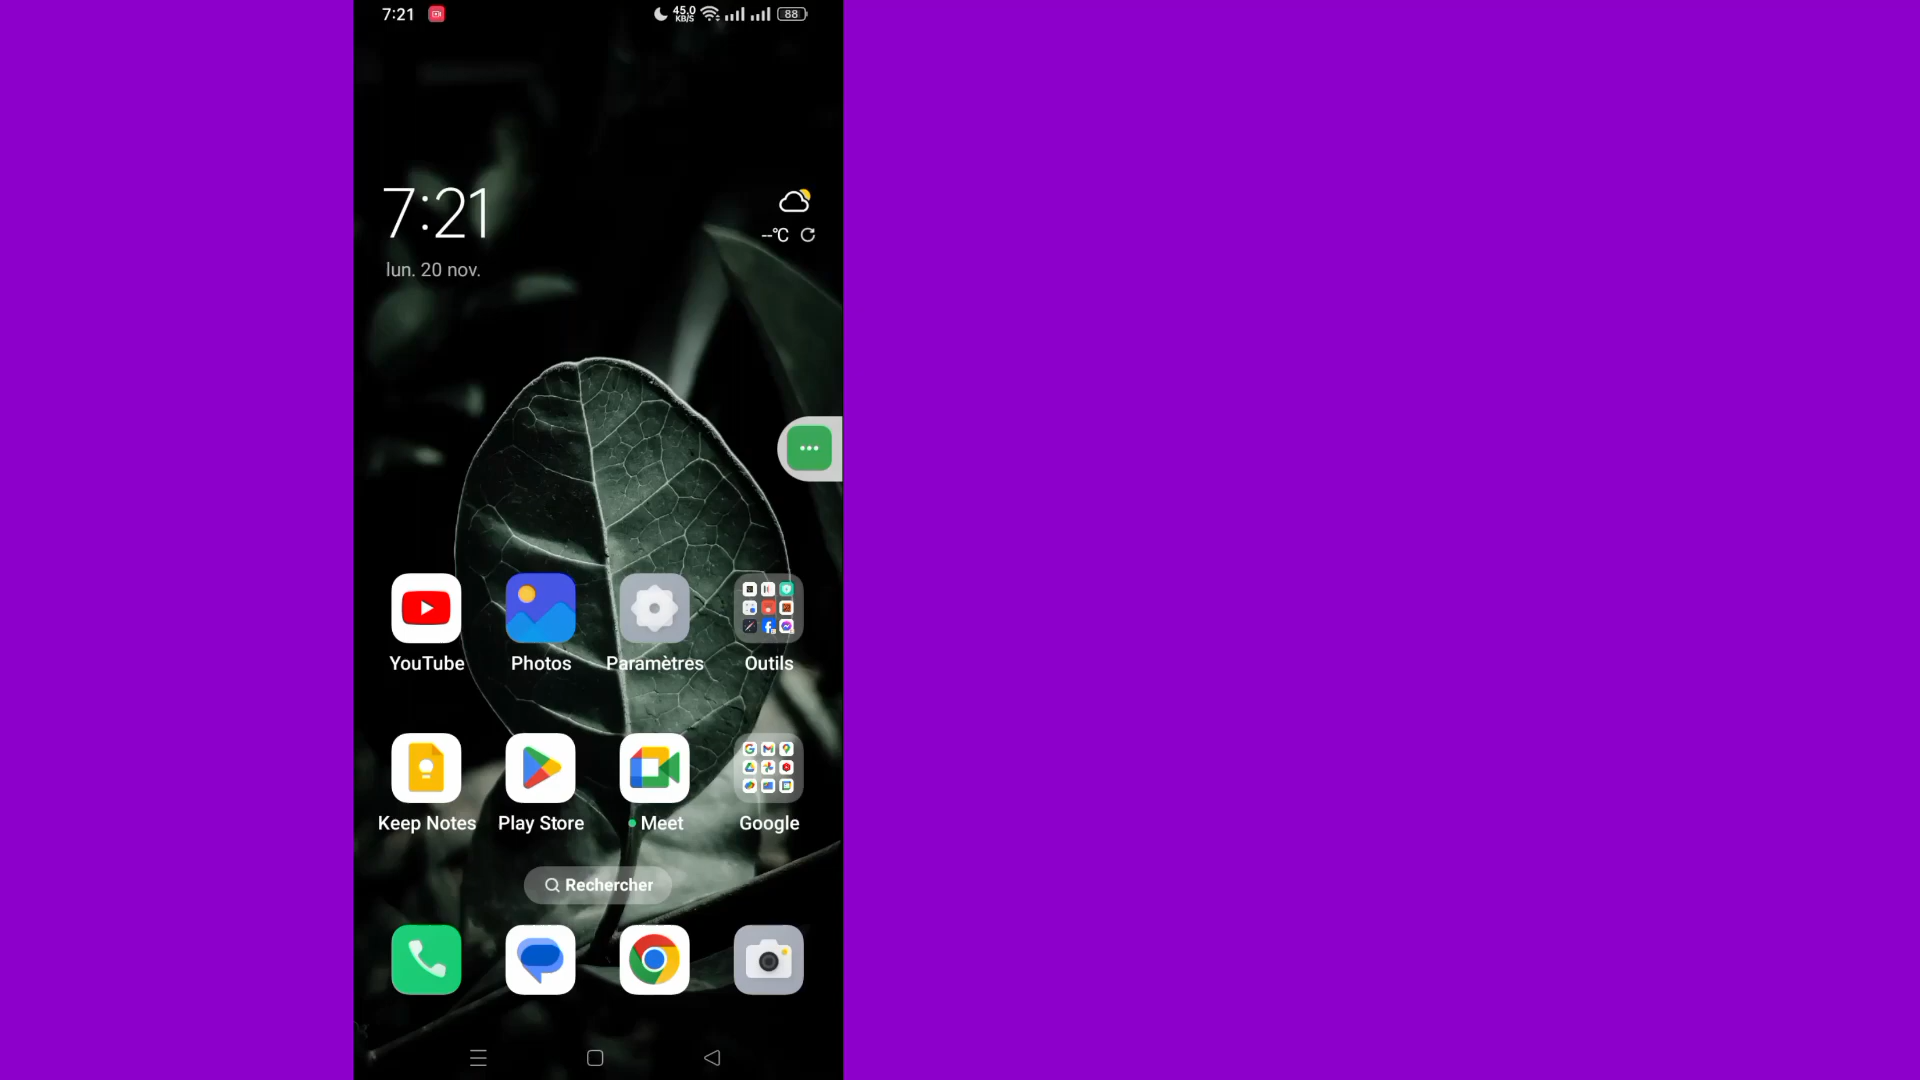 7:21
45.0
KB/S
88
7:21
--°C
lun. 20 nov.
YouTube
Photos
Paramètres
Outils
Keep Notes
Play Store
Meet
Google
Rechercher